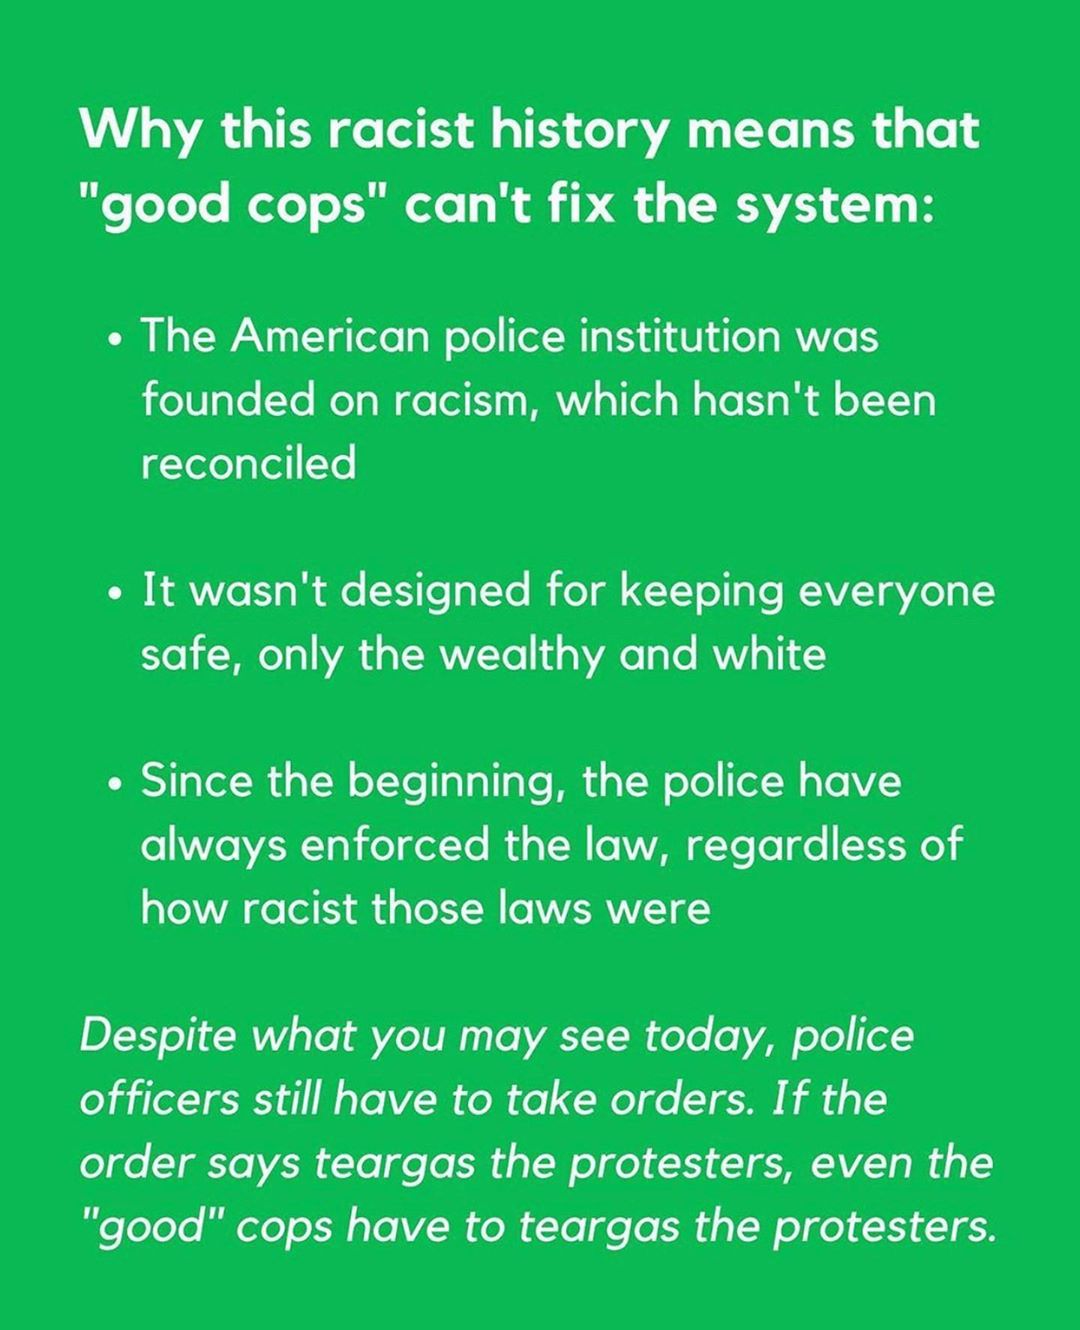 Why this racist history means that
"good cops" can't fix the system:
• The American police institution was
founded on racism, which hasn't been
reconciled
• It wasn't designed for keeping everyone
safe, only the wealthy and white
• Since the beginning, the police have
always enforced the law, regardless of
how racist those laws were
Despite what you may see today, police
officers still have to take orders. If the
order says teargas the protesters, even the
"good" cops have to teargas the protesters.